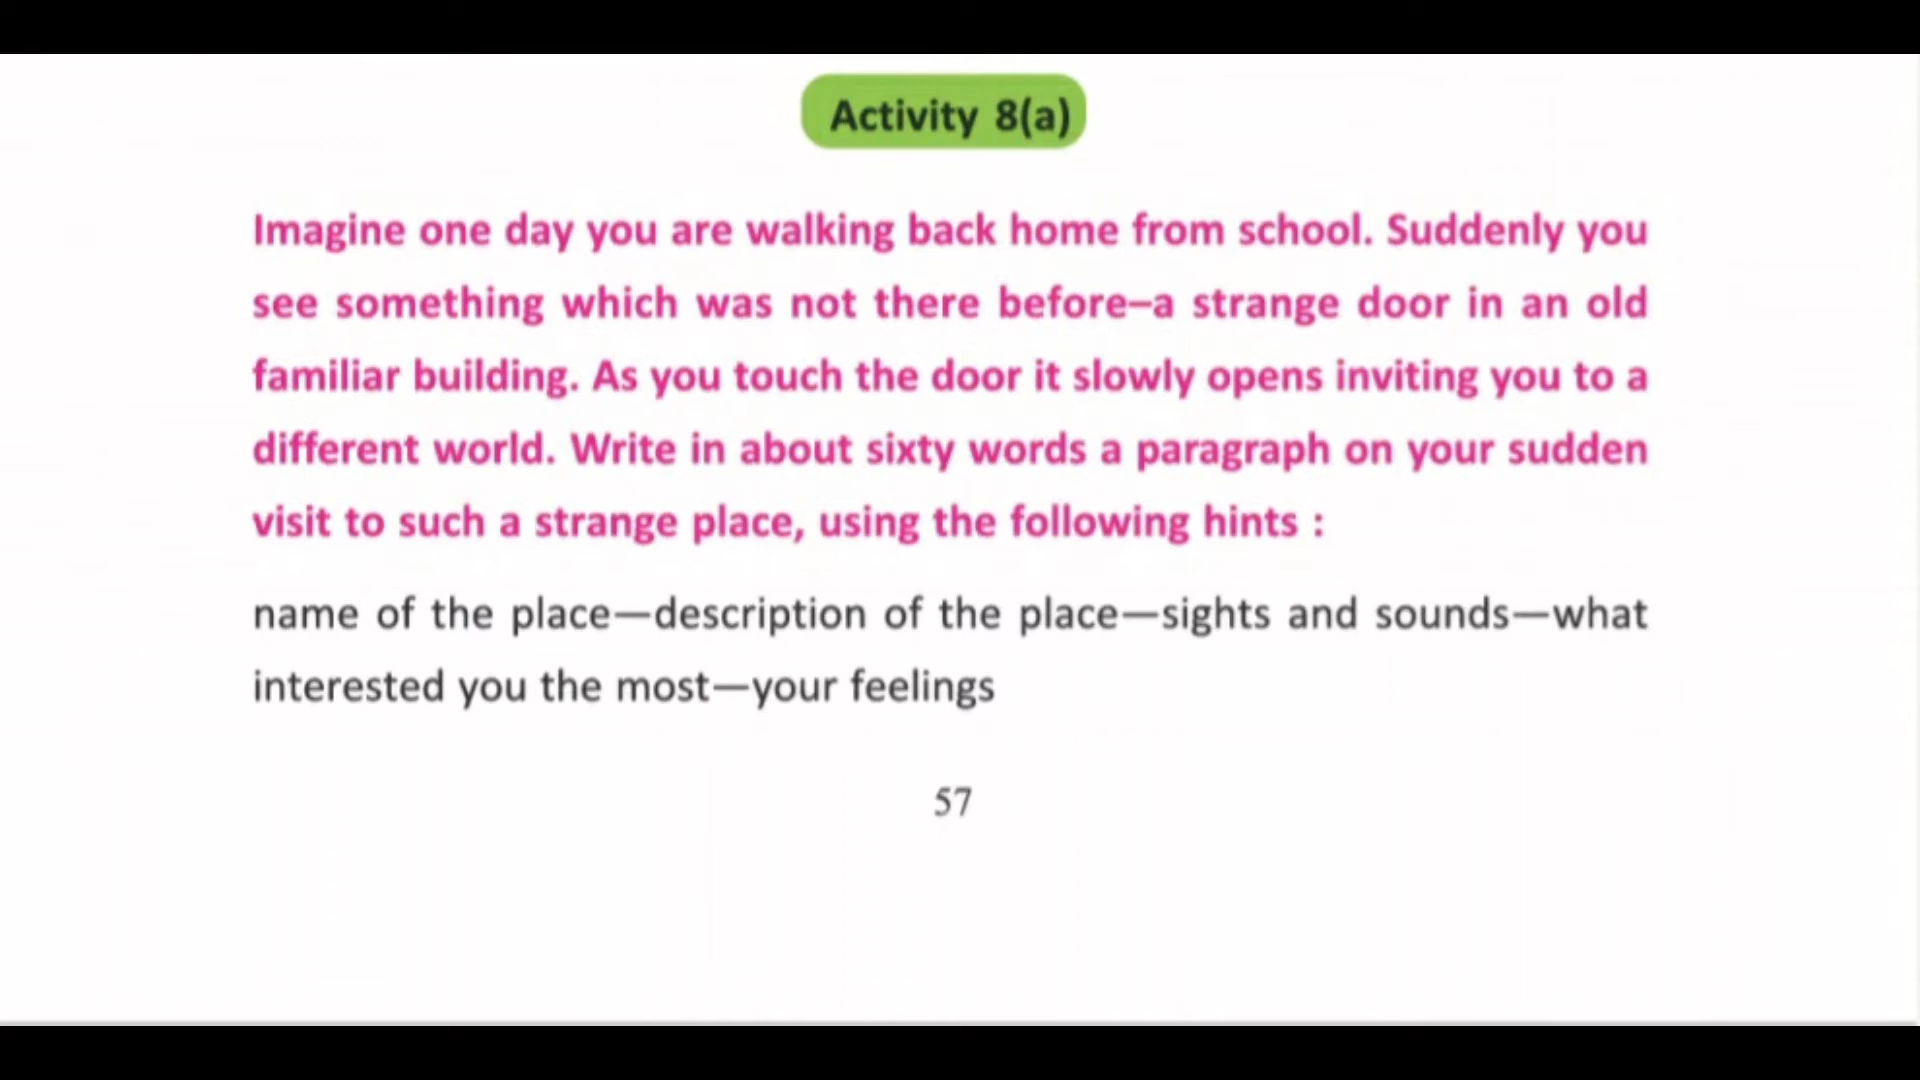 Activity 8(a)
Imagine one day you are walking back home from school. Suddenly you
see something which was not there before–a strange door in an old
familiar building. As you touch the door it slowly opens inviting you to a
different world. Write in about sixty words a paragraph on your sudden
visit to such a strange place, using the following hints :
name of the place—description of the place—sights and sounds—what
interested you the most—your feelings
57